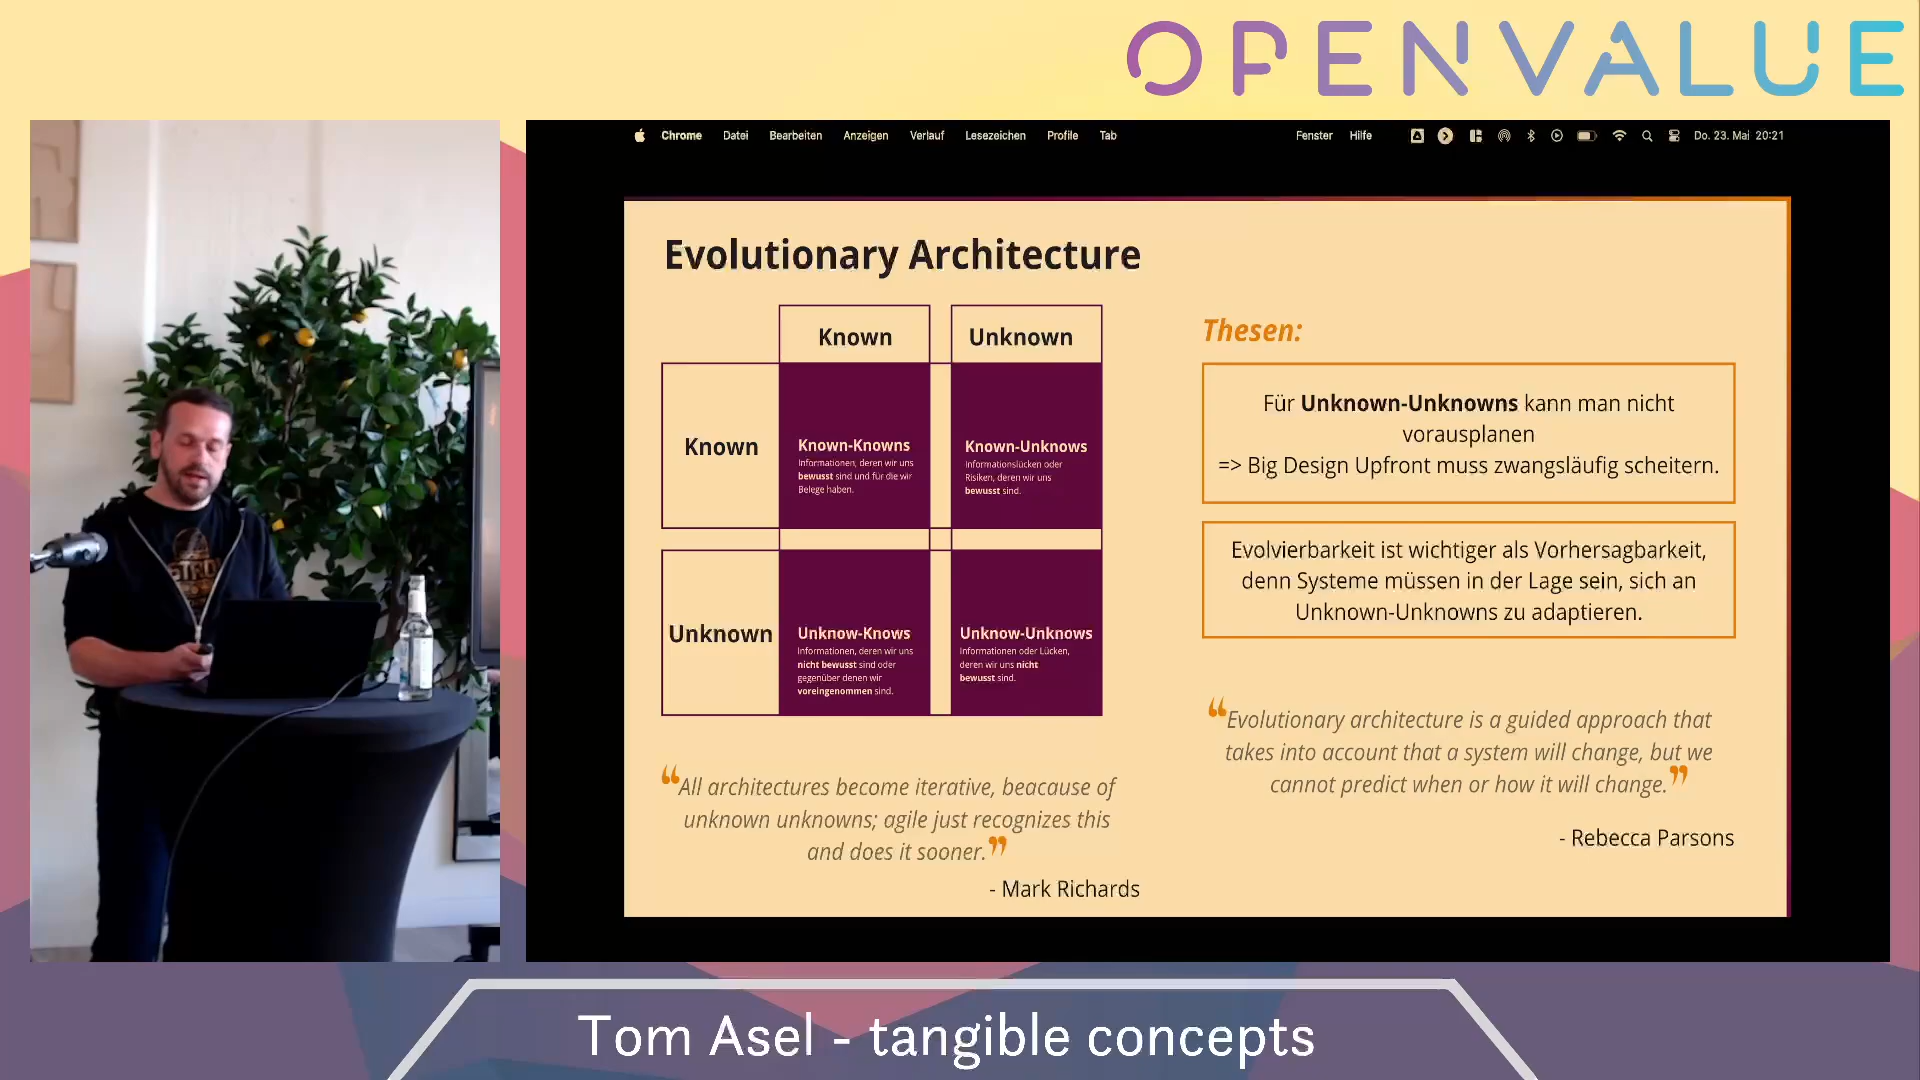 OPENVALUE
Chrome Datei Bearbeiten Anzeigen Verlauf Lesezeichen Profile Tab Fenster Hilfe Do. 23. Mai 20:21
Evolutionary Architecture
Known
Unknown
Known
Known-Knowns
Informationen, deren wir uns
bewusst sind und für die wir
Belege haben.
Known-Unknows
Informationslücken oder
Risiken, deren wir uns
bewusst sind.
Unknown
Unknow-Knows
Informationen, deren wir uns
nicht bewusst sind oder
gegenüber denen wir
voreingenommen sind.
Unknow-Unknows
Informationen oder Lücken,
deren wir uns nicht
bewusst sind.
“All architectures become iterative, beacause of
unknown unknowns; agile just recognizes this
and does it sooner.”
- Mark Richards
Thesen:
Für Unknown-Unknowns kann man nicht
vorausplanen
=> Big Design Upfront muss zwangsläufig scheitern.
Evolvierbarkeit ist wichtiger als Vorhersagbarkeit,
denn Systeme müssen in der Lage sein, sich an
Unknown-Unknowns zu adaptieren.
“Evolutionary architecture is a guided approach that
takes into account that a system will change, but we
cannot predict when or how it will change.”
- Rebecca Parsons
Tom Asel - tangible concepts